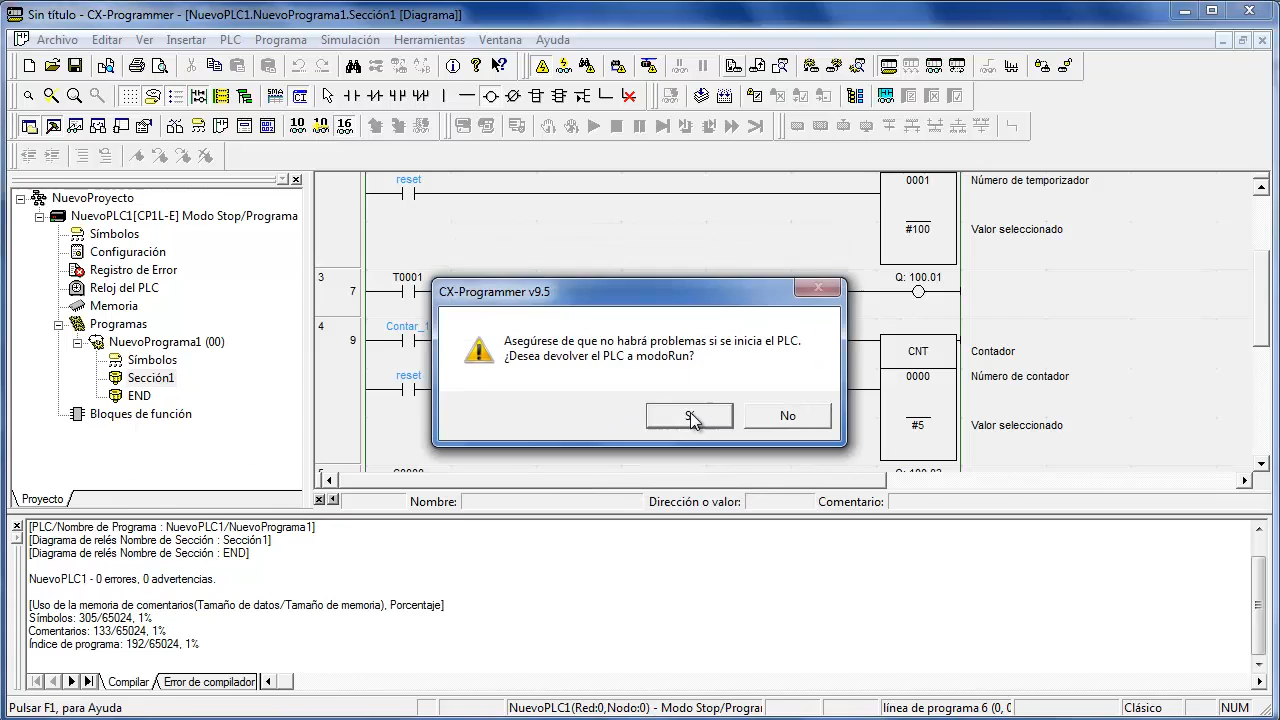 Sin título - CX-Programmer - [NuevoPLC1.NuevoPrograma1.Sección1 [Diagrama]]
Archivo Editar Ver Insertar PLC Programa Simulación Herramientas Ventana Ayuda
10 10 16
NuevoProyecto
NuevoPLC1[CP1L-E] Modo Stop/Programa
Símbolos
Configuración
Registro de Error
Reloj del PLC
Memoria
Programas
NuevoPrograma1 (00)
Símbolos
Sección1
END
Bloques de función
Proyecto
reset
0001 Número de temporizador
#100 Valor seleccionado
3 T0001 Q: 100.01
7
4 Contar_
9
CNT Contador
reset 0000 Número de contador
#5 Valor seleccionado
CX-Programmer v9.5
Asegúrese de que no habrá problemas si se inicia el PLC.
¿Desea devolver el PLC a modoRun?
No
Nombre: Dirección o valor: Comentario:
[PLC/Nombre de Programa : NuevoPLC1/NuevoPrograma1]
[Diagrama de relés Nombre de Sección : Sección1]
[Diagrama de relés Nombre de Sección : END]
NuevoPLC1 - 0 errores, 0 advertencias.
[Uso de la memoria de comentarios(Tamaño de datos/Tamaño de memoria), Porcentaje]
Símbolos: 305/65024, 1%
Comentarios: 133/65024, 1%
Índice de programa: 192/65024, 1%
Compilar Error de compilador
Pulsar F1, para Ayuda NuevoPLC1(Red:0,Nodo:0) - Modo Stop/Progra línea de programa 6 (0, Clásico NUM